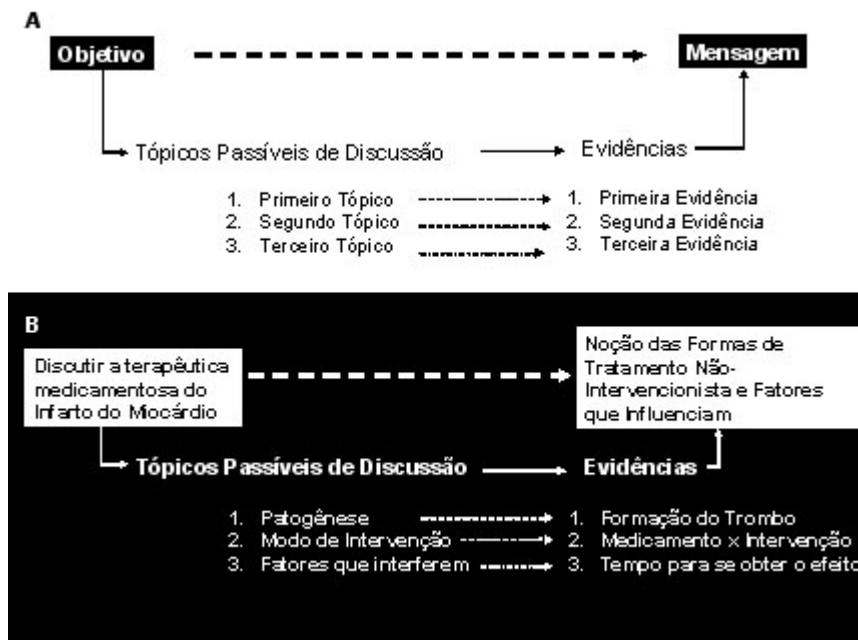 A
Objetivo
Mensagem
Tópicos Passíveis de Discussão
Evidências
1. Primeiro Tópico
1. Primeira Evidência
2. Segundo Tópico
2. Segunda Evidência
3. Terceiro Tópico
3. Terceira Evidência
B
Discutir a terapêutica
medicamentosa do
Infarto do Miocárdio
Noção das Formas de
Tratamento Não-
Intervencionista e Fatores
que Influenciam
Tópicos Passíveis de Discussão
Evidências
1. Patogênese
1. Formação do Trombo
2. Modo de Intervenção
2. Medicamento x Intervenção
3. Fatores que interferem
3. Tempo para se obter o efeito